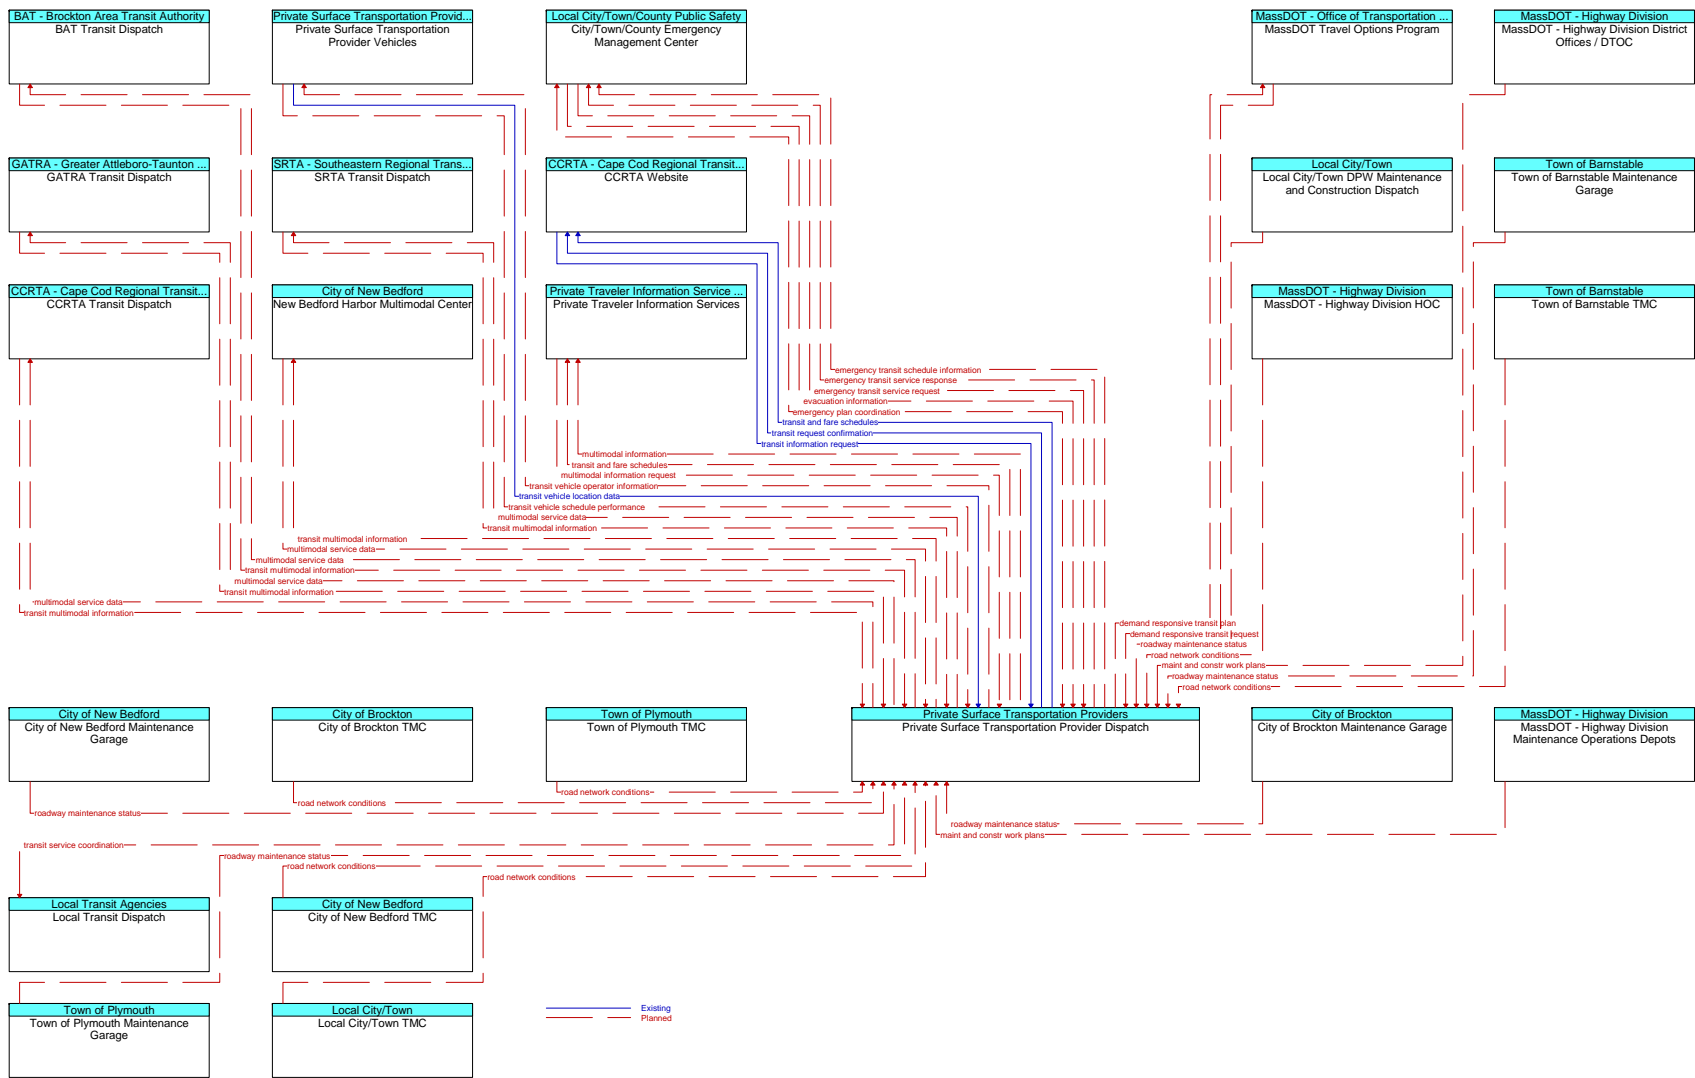 BAT - Brockton Area Transit Authority
BAT Transit Dispatch
Private Surface Transportation Provid...
Private Surface Transportation
Provider Vehicles
Local City/Town/County Public Safety
City/Town/County Emergency
Management Center
MassDOT - Office of Transportation ...
MassDOT Travel Options Program
MassDOT - Highway Division
MassDOT - Highway Division District
Offices / DTOC
GATRA - Greater Attleboro-Taunton ...
GATRA Transit Dispatch
SRTA - Southeastern Regional Trans...
SRTA Transit Dispatch
CCRTA - Cape Cod Regional Transit...
CCRTA Website
Local City/Town
Local City/Town DPW Maintenance
and Construction Dispatch
Town of Barnstable
Town of Barnstable Maintenance
Garage
CCRTA - Cape Cod Regional Transit...
CCRTA Transit Dispatch
City of New Bedford
New Bedford Harbor Multimodal Center
Private Traveler Information Service ...
Private Traveler Information Services
MassDOT - Highway Division
MassDOT - Highway Division HOC
Town of Barnstable
Town of Barnstable TMC
emergency transit schedule information
emergency transit service response
emergency transit service request
evacuation information
emergency plan coordination
transit and fare schedules
transit request confirmation
transit information request
multimodal information
transit and fare schedules
multimodal information request
transit vehicle operator information
transit vehicle location data
transit vehicle schedule performance
multimodal service data
transit multimodal information
transit multimodal information
multimodal service data
multimodal service data
transit multimodal information
multimodal service data
transit multimodal information
multimodal service data
transit multimodal information
demand responsive transit plan
demand responsive transit request
roadway maintenance status
road network conditions
maint and constr work plans
roadway maintenance status
road network conditions
City of New Bedford
City of New Bedford Maintenance
Garage
City of Brockton
City of Brockton TMC
Town of Plymouth
Town of Plymouth TMC
Private Surface Transportation Providers
Private Surface Transportation Provider Dispatch
City of Brockton
City of Brockton Maintenance Garage
MassDOT - Highway Division
MassDOT - Highway Division
Maintenance Operations Depots
road network conditions
road network conditions
roadway maintenance status
roadway maintenance status
maint and constr work plans
transit service coordination
roadway maintenance status
road network conditions
road network conditions
Local Transit Agencies
Local Transit Dispatch
City of New Bedford
City of New Bedford TMC
Town of Plymouth
Town of Plymouth Maintenance
Garage
Local City/Town
Local City/Town TMC
Existing
Planned